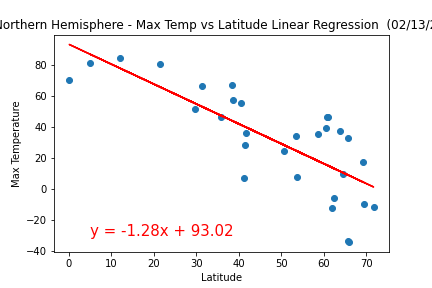 Northern Hemisphere - Max Temp vs Latitude Linear Regression (02/13/
Max Temperature
80
60
40
20
0
−20
−40
y = -1.28x + 93.02
0 10 20 30 40 50 60 70
Latitude